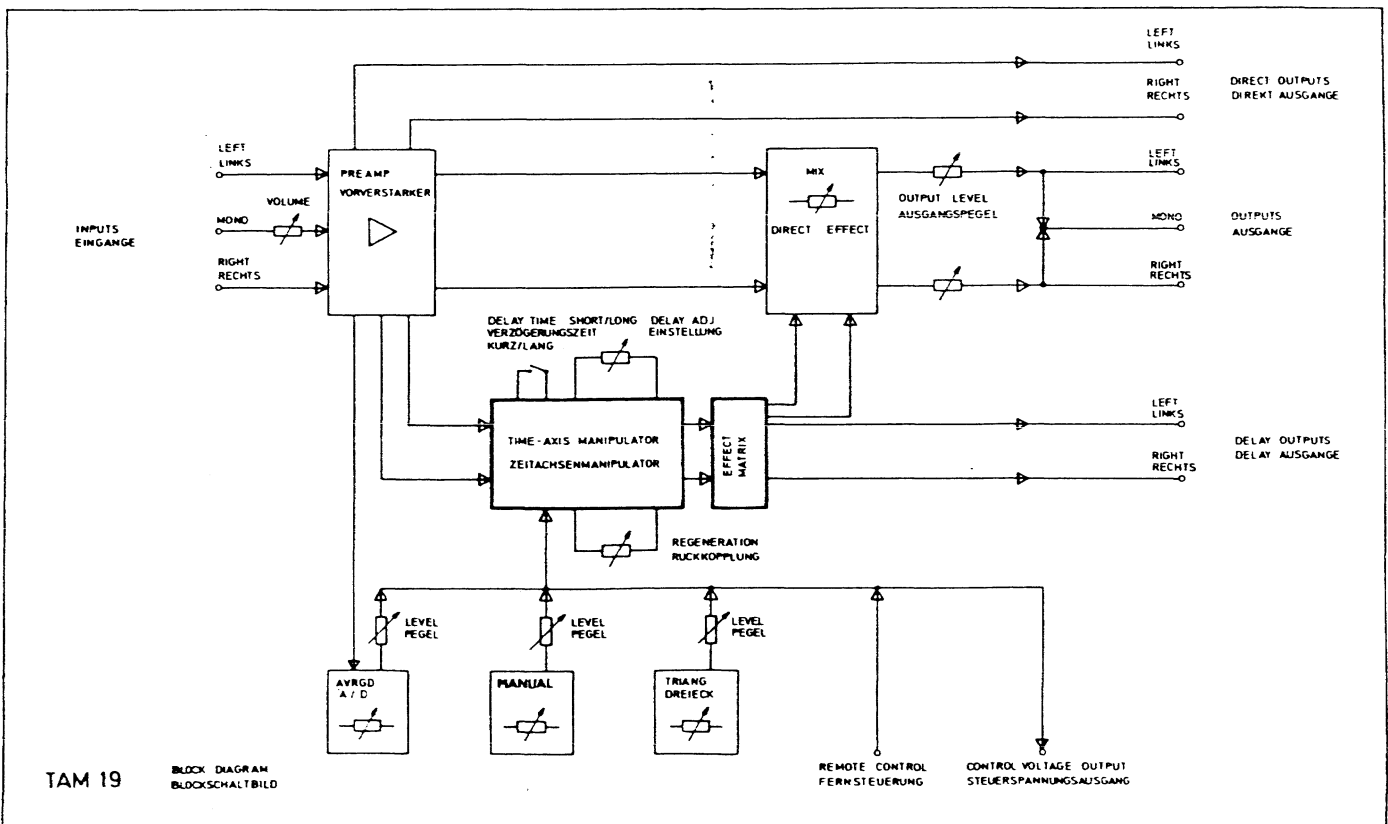 LEFT
LINKS
RIGHT
RECHTS
DIRECT OUTPUTS
DIREKT AUSGANGE
LEFT
LINKS
VOLUME
MONO
RIGHT
RECHTS
INPUTS
EINGANGE
PREAMP
VORVERSTARKER
MIX
DIRECT EFFECT
OUTPUT LEVEL
AUSGANGSPEGEL
LEFT
LINKS
MONO
RIGHT
RECHTS
OUTPUTS
AUSGANGE
DELAY TIME SHORT/LONG
VERZÖGERUNGSZEIT
KURZ/LANG
DELAY ADJ
EINSTELLUNG
TIME-AXIS MANIPULATOR
ZEITACHSENMANIPULATOR
EFFECT
MATRIX
LEFT
LINKS
RIGHT
RECHTS
DELAY OUTPUTS
DELAY AUSGANGE
REGENERATION
RUCKKOPPLUNG
LEVEL
PEGEL
LEVEL
PEGEL
LEVEL
PEGEL
AVRGD
A / D
MANUAL
TRIANG
DREIECK
REMOTE CONTROL
FERNSTEUERUNG
CONTROL VOLTAGE OUTPUT
STEUERSPANNUNGSAUSGANG
TAM 19
BLOCK DIAGRAM
BLOCKSCHALTBILD